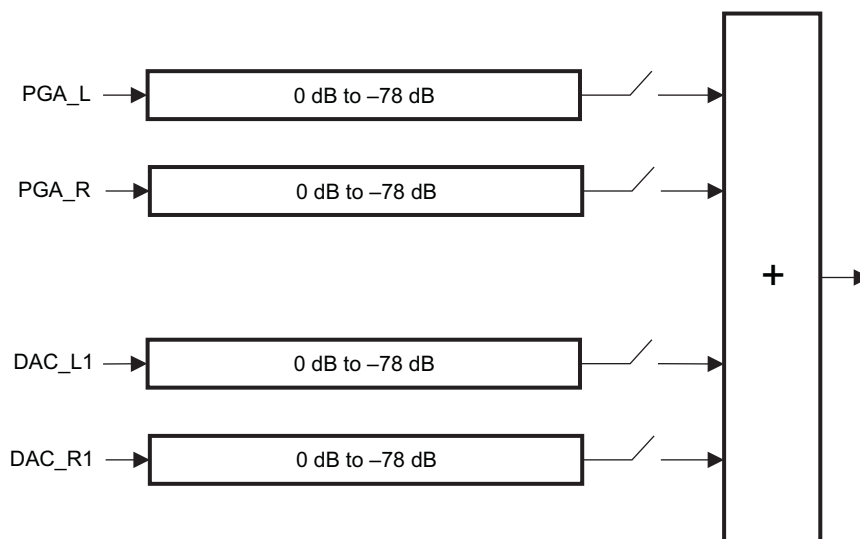 PGA_L
0 dB to –78 dB
PGA_R
0 dB to –78 dB
+
DAC_L1
0 dB to –78 dB
DAC_R1
0 dB to –78 dB